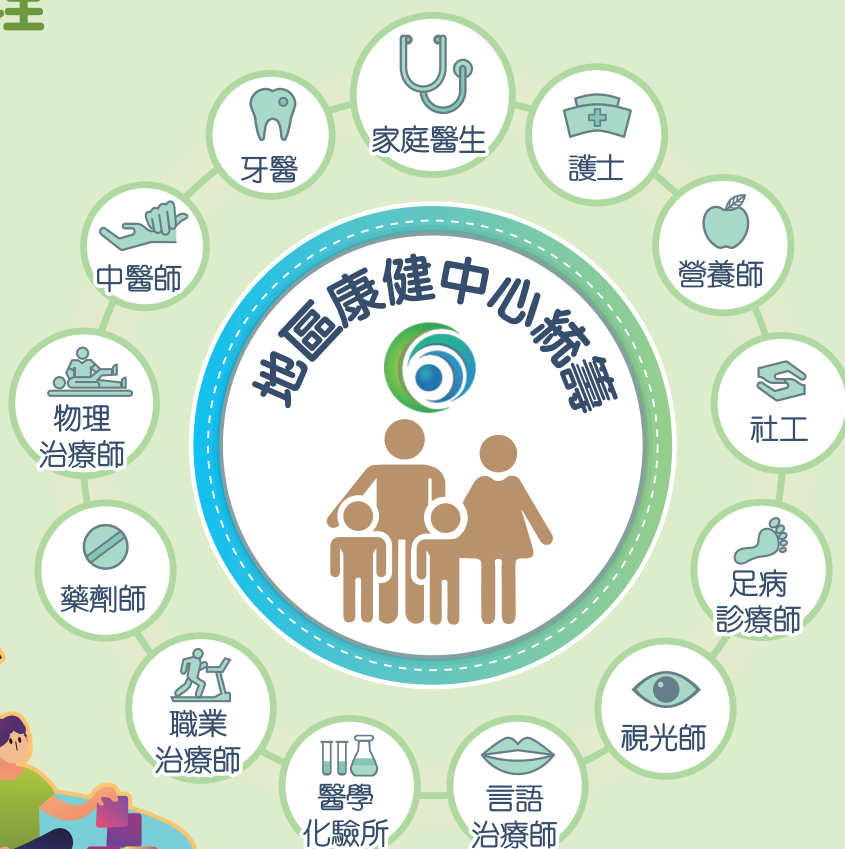 理
家庭醫生
護士
營養師
社工
足病
診療師
視光師
言語
治療師
醫學
化驗所
職業
治療師
藥劑師
物理
治療師
中醫師
牙醫
地區康健中心統籌